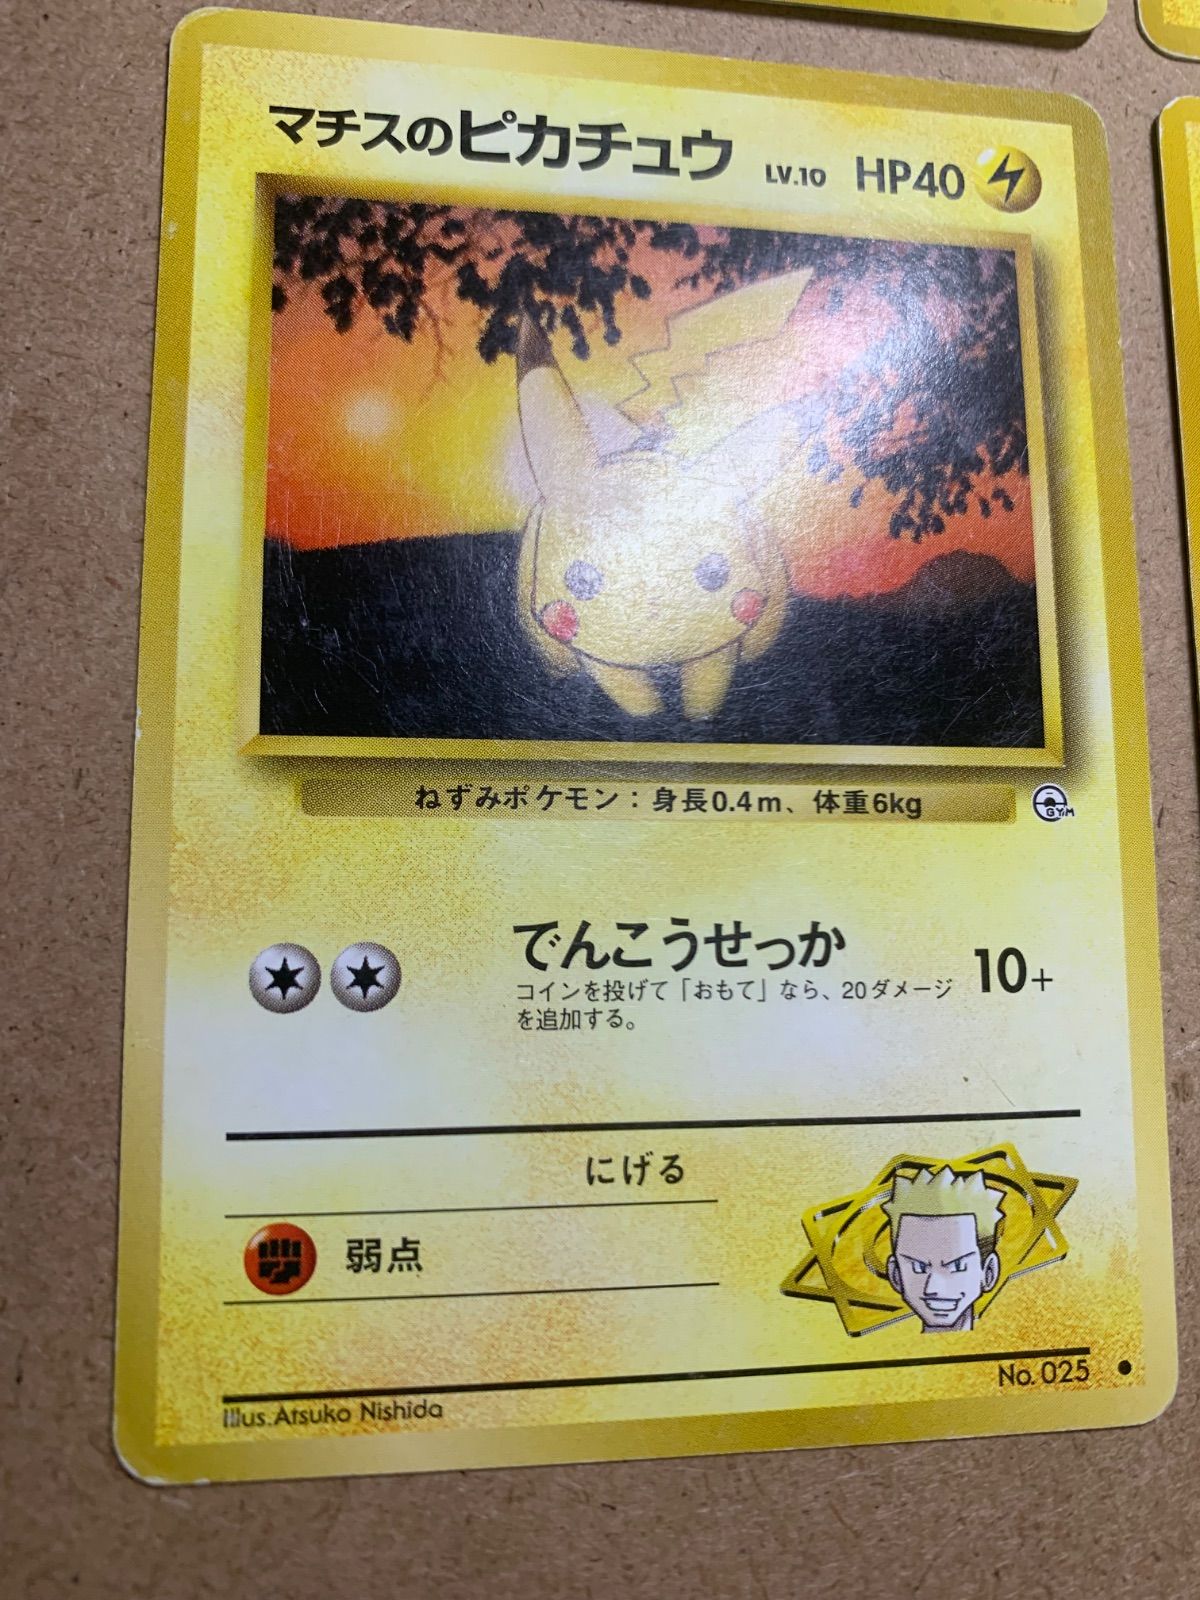 マチスのピカチュウ LV.10 HP40
ねずみポケモン：身長0.4m、体重6kg
GYM
でんこうせっか 10+
コインを投げて「おもて」なら、20ダメージ
を追加する。
にげる
弱点
No.025
Illus.Atsuko Nishida